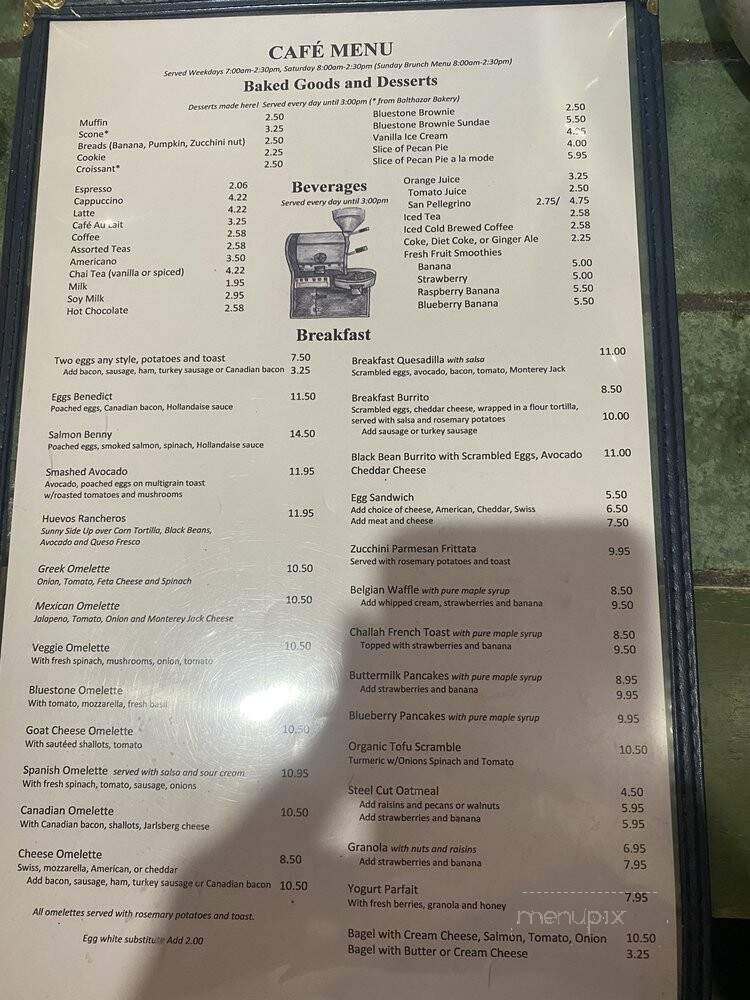 CAFÉ MENU
Served Weekdays 7:00am-2:30pm, Saturday 8:00am-2:30pm (Sunday Brunch Menu 8:00am-2:30pm)
Baked Goods and Desserts
Desserts made here! Served every day until 3:00pm (* from Balthazar Bakery)
Muffin 2.50
Scone* 3.25
Breads (Banana, Pumpkin, Zucchini nut) 2.50
Cookie 2.25
Croissant* 2.50
Bluestone Brownie 2.50
Bluestone Brownie Sundae 5.50
Vanilla Ice Cream
Slice of Pecan Pie 4.00
Slice of Pecan Pie a la mode 5.95
Beverages
Served every day until 3:00pm
Espresso 2.06
Cappuccino 4.22
Latte 4.22
Café Au Lait 3.25
Coffee 2.58
Assorted Teas 2.58
Americano 3.50
Chai Tea (vanilla or spiced) 4.22
Milk 1.95
Soy Milk 2.95
Hot Chocolate 2.58
Orange Juice 3.25
Tomato Juice 2.50
San Pellegrino 2.75/ 4.75
Iced Tea 2.58
Iced Cold Brewed Coffee 2.58
Coke, Diet Coke, or Ginger Ale 2.25
Fresh Fruit Smoothies
Banana 5.00
Strawberry 5.00
Raspberry Banana 5.50
Blueberry Banana 5.50
Breakfast
Two eggs any style, potatoes and toast 7.50
Add bacon, sausage, ham, turkey sausage or Canadian bacon 3.25
Eggs Benedict 11.50
Poached eggs, Canadian bacon, Hollandaise sauce
Salmon Benny 14.50
Poached eggs, smoked salmon, spinach, Hollandaise sauce
Smashed Avocado 11.95
Avocado, poached eggs on multigrain toast
w/roasted tomatoes and mushrooms
Huevos Rancheros 11.95
Sunny Side Up over Corn Tortilla, Black Beans,
Avocado and Queso Fresco
Greek Omelette 10.50
Onion, Tomato, Feta Cheese and Spinach
Mexican Omelette 10.50
Jalapeno, Tomato, Onion and Monterey Jack Cheese
Veggie Omelette 10.50
With fresh spinach, mushrooms, onion, tomato
Bluestone Omelette
With tomato, mozzarella, fresh basil
Goat Cheese Omelette 10.50
With sautéed shallots, tomato
Spanish Omelette served with salsa and sour cream 10.95
With fresh spinach, tomato, sausage, onions
Canadian Omelette 10.50
With Canadian bacon, shallots, Jarlsberg cheese
Cheese Omelette 8.50
Swiss, mozzarella, American, or cheddar
Add bacon, sausage, ham, turkey sausage or Canadian bacon 10.50
All omelettes served with rosemary potatoes and toast.
Egg white substitute Add 2.00
Breakfast Quesadilla with salsa 11.00
Scrambled eggs, avocado, bacon, tomato, Monterey Jack
Breakfast Burrito 8.50
Scrambled eggs, cheddar cheese, wrapped in a flour tortilla,
served with salsa and rosemary potatoes 10.00
Add sausage or turkey sausage
Black Bean Burrito with Scrambled Eggs, Avocado 11.00
Cheddar Cheese
Egg Sandwich 5.50
Add choice of cheese, American, Cheddar, Swiss 6.50
Add meat and cheese 7.50
Zucchini Parmesan Frittata 9.95
Served with rosemary potatoes and toast
Belgian Waffle with pure maple syrup 8.50
Add whipped cream, strawberries and banana 9.50
Challah French Toast with pure maple syrup 8.50
Topped with strawberries and banana 9.50
Buttermilk Pancakes with pure maple syrup 8.95
Add strawberries and banana 9.95
Blueberry Pancakes with pure maple syrup 9.95
Organic Tofu Scramble 10.50
Turmeric w/Onions Spinach and Tomato
Steel Cut Oatmeal 4.50
Add raisins and pecans or walnuts 5.95
Add strawberries and banana 5.95
Granola with nuts and raisins 6.95
Add strawberries and banana 7.95
Yogurt Parfait 7.95
With fresh berries, granola and honey
menupix
Bagel with Cream Cheese, Salmon, Tomato, Onion 10.50
Bagel with Butter or Cream Cheese 3.25